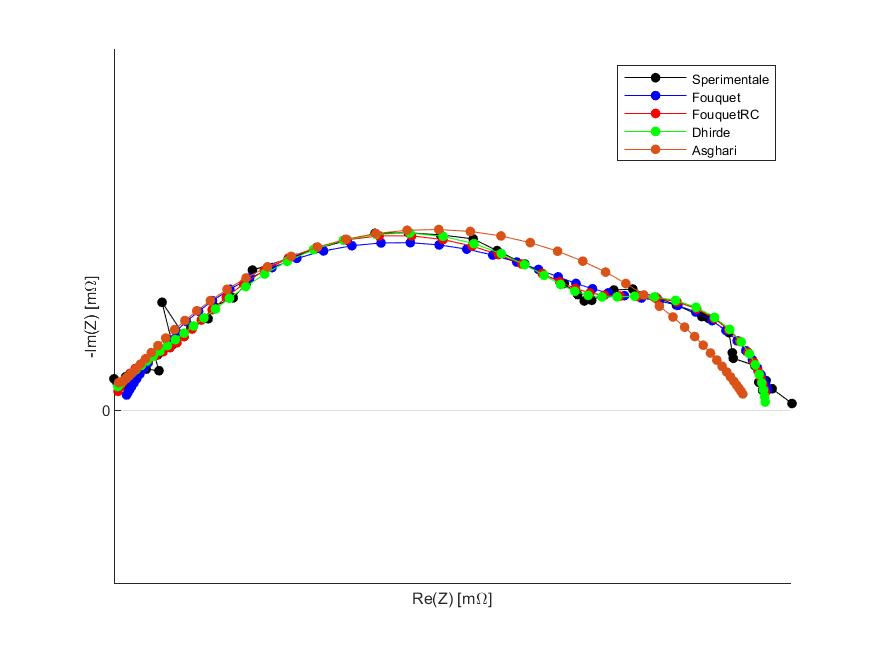 Sperimentale
Fouquet
FouquetRC
Dhirde
Asghari
-Im(Z) [mΩ]
0
Re(Z) [mΩ]